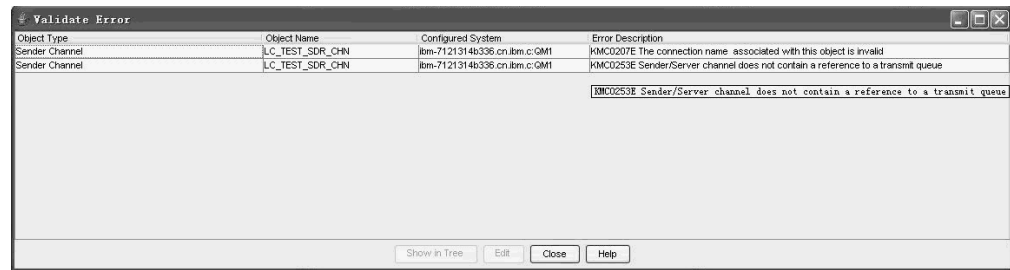 Validate Error
Object Type Object Name Configured System Error Description
Sender Channel LC_TEST_SDR_CHN ibm-7121314b336.cn.ibm.c:QM1 KMC0207E The connection name associated with this object is invalid
Sender Channel LC_TEST_SDR_CHN ibm-7121314b336.cn.ibm.c:QM1 KMC0253E Sender/Server channel does not contain a reference to a transmit queue
KMC0253E Sender/Server channel does not contain a reference to a transmit queue
Show in Tree Edit Close Help